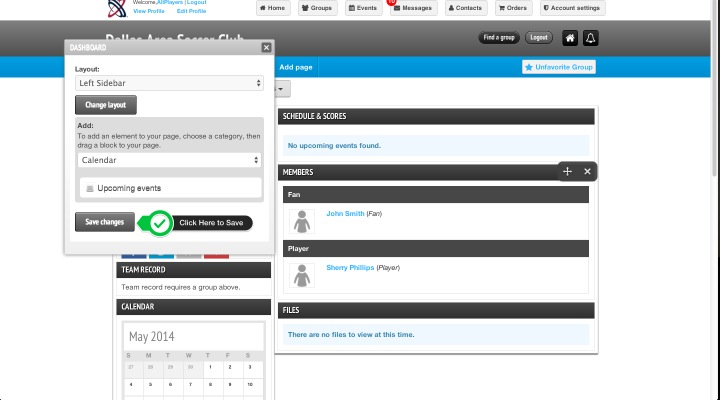 Welcome, AllPlayers | Logout
View Profile Edit Profile
Home Groups Events Messages Contacts Orders Account settings
Dallas Area Soccer Club
Find a group Logout
DASHBOARD
Add page
Unfavorite Group
Layout:
Left Sidebar
Change layout
Add:
To add an element to your page, choose a category, then
drag a block to your page.
Calendar
Upcoming events
Save changes
Click Here to Save
TEAM RECORD
Team record requires a group above.
CALENDAR
May 2014
S M T W T F S
27 28 29 30 1 2 3
4 5 6 7 8 9 10
SCHEDULE & SCORES
No upcoming events found.
MEMBERS
Fan
John Smith (Fan)
Player
Sherry Phillips (Player)
FILES
There are no files to view at this time.